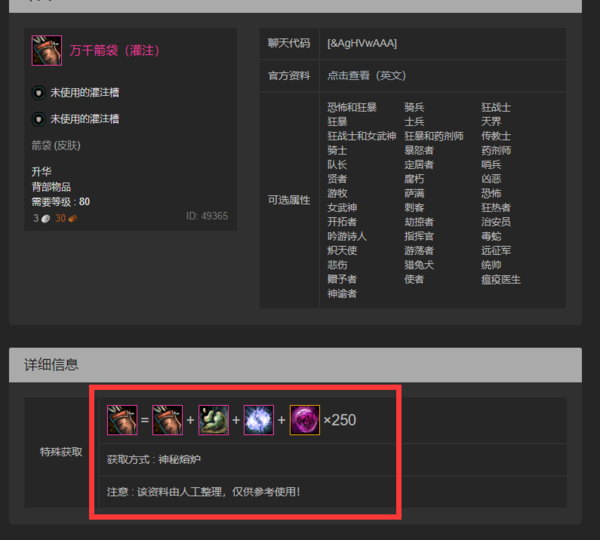 万千箭袋（灌注）
未使用的灌注槽
未使用的灌注槽
箭袋 (皮肤)
升华
背部物品
需要等级 : 80
3 30
ID: 49365
聊天代码 [&AgHVwAAA]
官方资料 点击查看（英文）
可选属性
恐怖和狂暴 骑兵 狂战士
狂暴 士兵 天界
狂战士和女武神 狂暴和药剂师 传教士
骑士 暴怒者 药剂师
队长 定居者 哨兵
贤者 腐朽 凶恶
游牧 萨满 恐怖
女武神 刺客 狂热者
开拓者 劫掠者 治安员
吟游诗人 指挥官 毒蛇
炽天使 游荡者 远征军
悲伤 猎兔犬 统帅
赠予者 使者 瘟疫医生
神谕者
详细信息
特殊获取
= + + + ×250
获取方式 : 神秘熔炉
注意 : 该资料由人工整理，仅供参考使用！